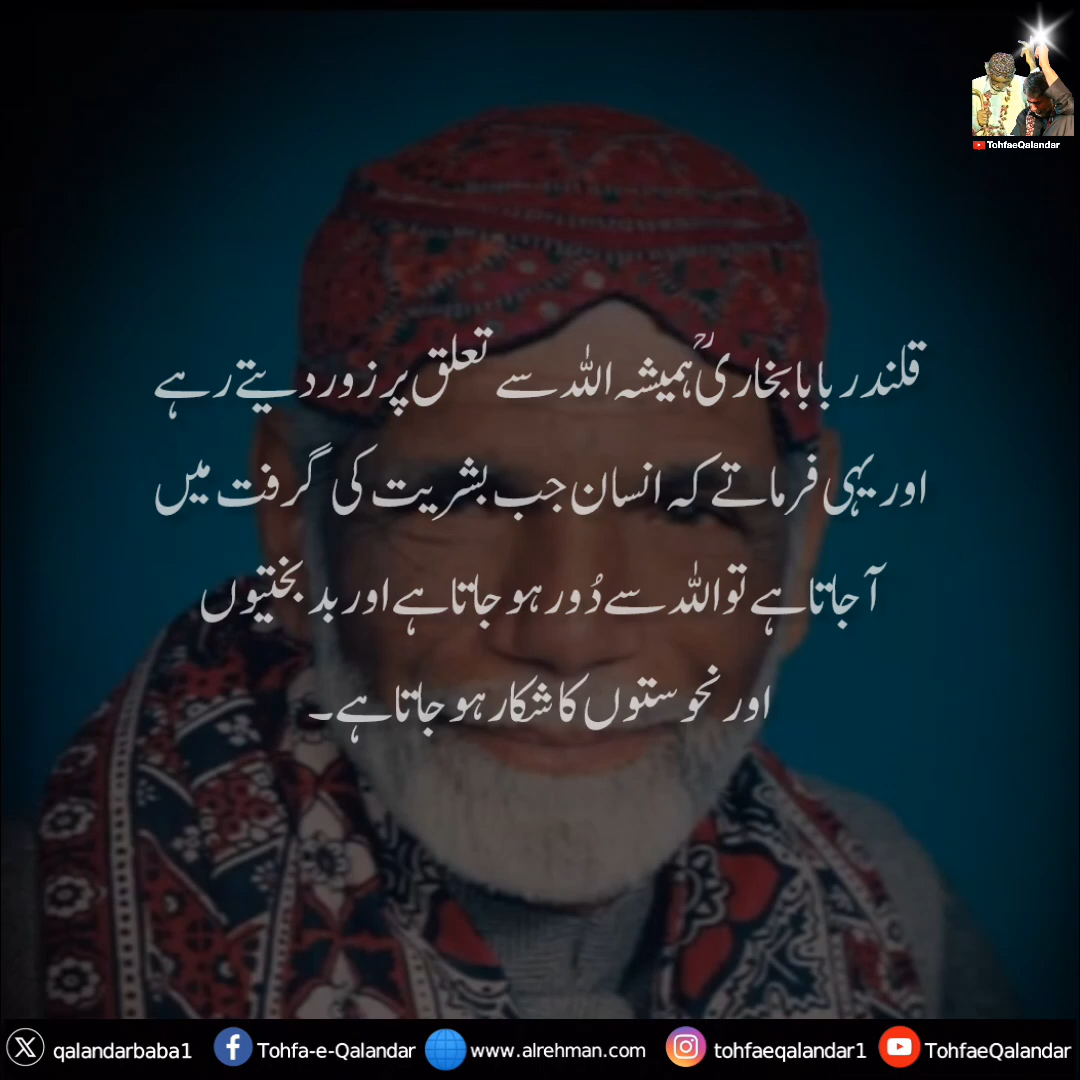 TohfaeQalandar
قلندر بابا بخاریؒ ہمیشہ اللہ سے تعلق پر زور دیتے رہے
اور یہی فرماتے کہ انسان جب بشریت کی گرفت میں
آجاتا ہے تو اللہ سے دُور ہو جاتا ہے اور بد بختیوں
اور نحوستوں کا شکار ہو جاتا ہے۔
qalandarbaba1 Tohfa-e-Qalandar www.alrehman.com tohfaeqalandar1 TohfaeQalandar